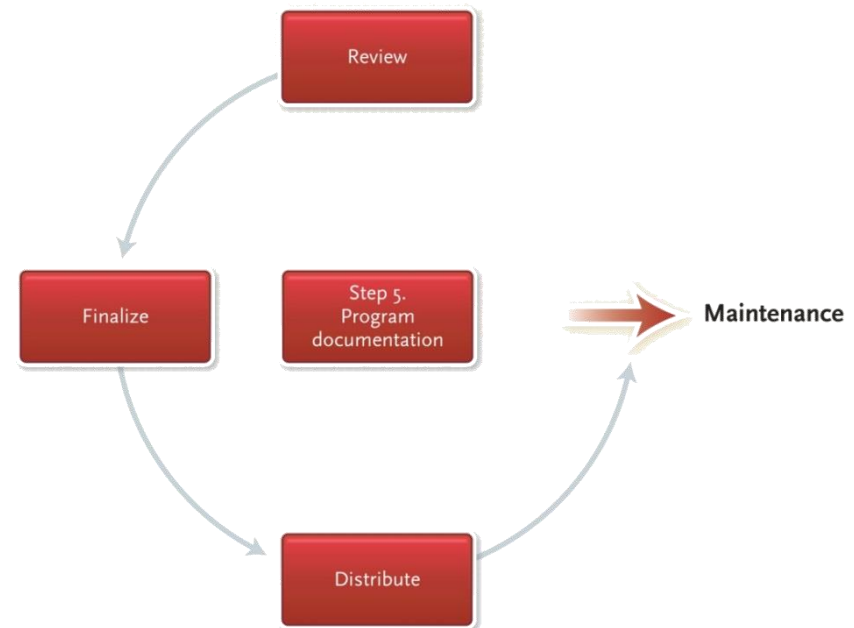 Review
Finalize
Step 5.
Program
documentation
Maintenance
Distribute